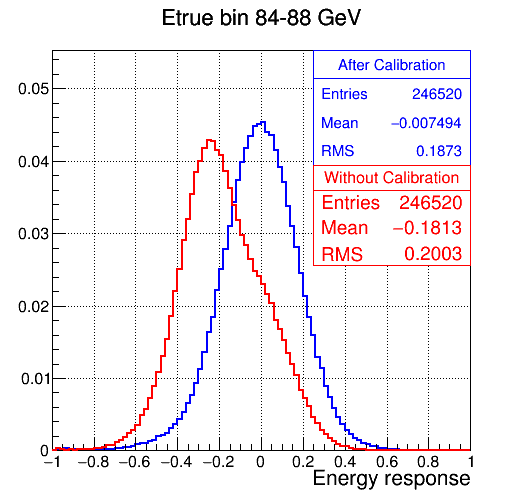 Etrue bin 84-88 GeV
After Calibration
Entries 246520
Mean −0.007494
RMS 0.1873
Without Calibration
Entries 246520
Mean −0.1813
RMS 0.2003
0.05
0.04
0.03
0.02
0.01
0
−1 −0.8 −0.6 −0.4 −0.2 0 0.2 0.4 0.6 0.8 1
Energy response